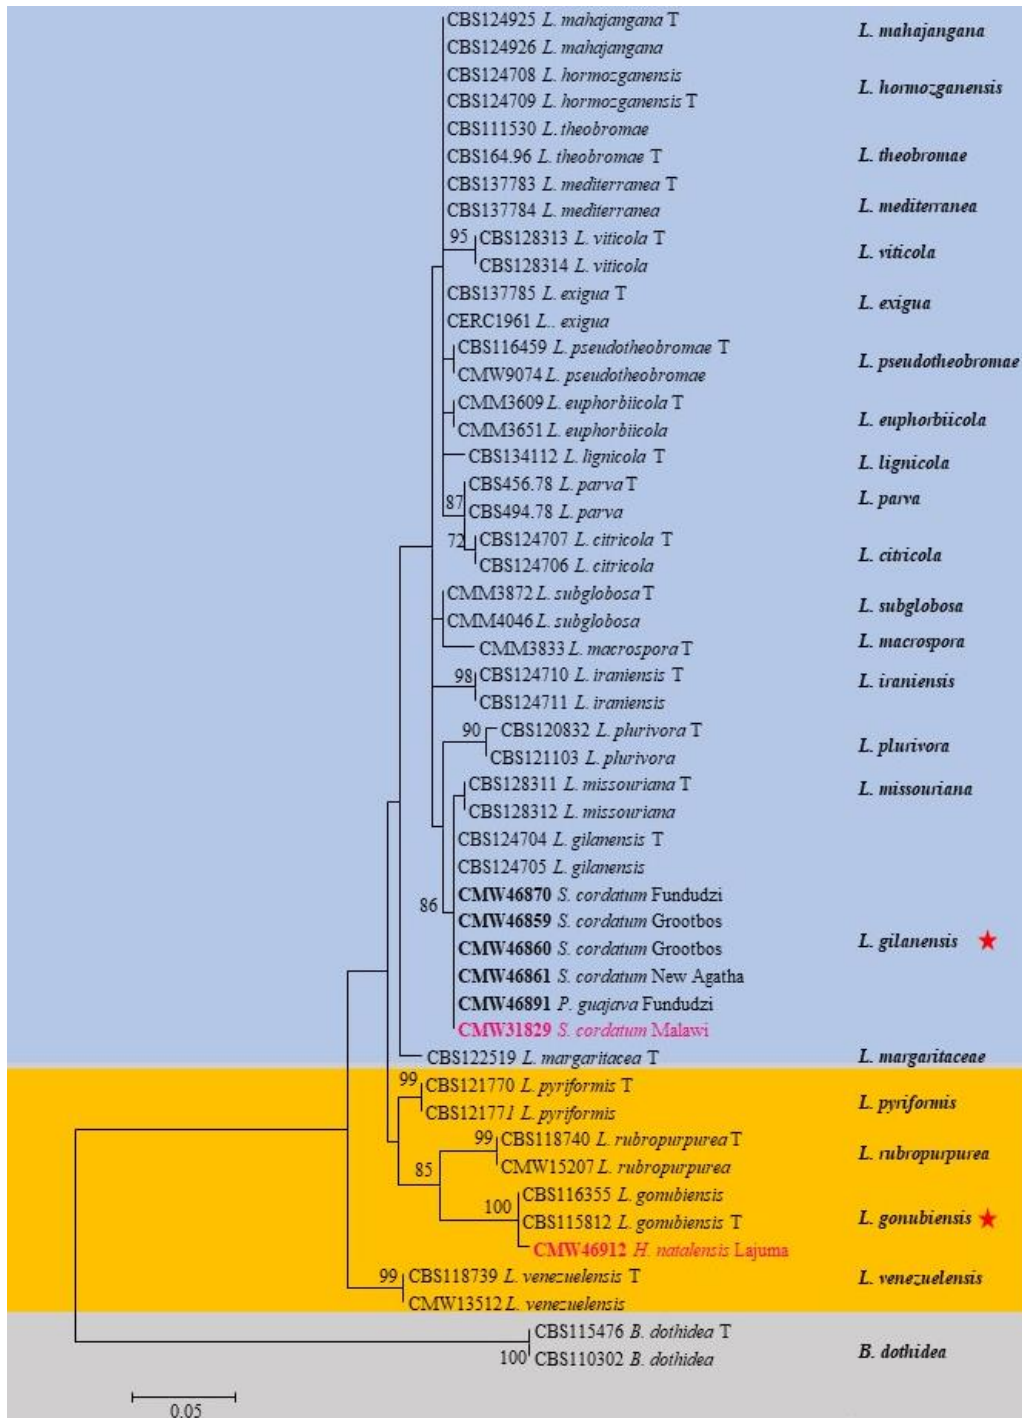 CBS124925 L. mahajangana T
L. mahajangana
CBS124926 L. mahajangana
CBS124708 L. hormozganensis
L. hormozganensis
CBS124709 L. hormozganensis T
CBS111530 L. theobromae
CBS164.96 L. theobromae T
L. theobromae
CBS137783 L. mediterranea T
CBS137784 L. mediterranea
L. mediterranea
95
CBS128313 L. viticola T
L. viticola
CBS128314 L. viticola
CBS137785 L. exigua T
L. exigua
CERC1961 L.. exigua
CBS116459 L. pseudotheobromae T
L. pseudotheobromae
CMW9074 L. pseudotheobromae
CMM3609 L. euphorbiicola T
L. euphorbiicola
CMM3651 L. euphorbiicola
CBS134112 L. lignicola T
L. lignicola
CBS456.78 L. parva T
L. parva
87
CBS494.78 L. parva
72
CBS124707 L. citricola T
L. citricola
CBS124706 L. citricola
CMM3872 L. subglobosa T
L. subglobosa
CMM4046 L. subglobosa
CMM3833 L. macrospora T
L. macrospora
98
CBS124710 L. iraniensis T
L. iraniensis
CBS124711 L. iraniensis
90
CBS120832 L. plurivora T
L. plurivora
CBS121103 L. plurivora
CBS128311 L. missouriana T
L. missouriana
CBS128312 L. missouriana
CBS124704 L. gilanensis T
CBS124705 L. gilanensis
CMW46870 S. cordatum Fundudzi
86
CMW46859 S. cordatum Grootbos
CMW46860 S. cordatum Grootbos
L. gilanensis
CMW46861 S. cordatum New Agatha
CMW46891 P. guajava Fundudzi
CMW31829 S. cordatum Malawi
CBS122519 L. margaritacea T
L. margaritaceae
99
CBS121770 L. pyriformis T
L. pyriformis
CBS121771 L. pyriformis
99
CBS118740 L. rubropurpurea T
L. rubropurpurea
85
CMW15207 L. rubropurpurea
CBS116355 L. gonubiensis
100
CBS115812 L. gonubiensis T
L. gonubiensis
CMW46912 H. natalensis Lajuma
99
CBS118739 L. venezuelensis T
L. venezuelensis
CMW13512 L. venezuelensis
CBS115476 B. dothidea T
B. dothidea
100
CBS110302 B. dothidea
0.05